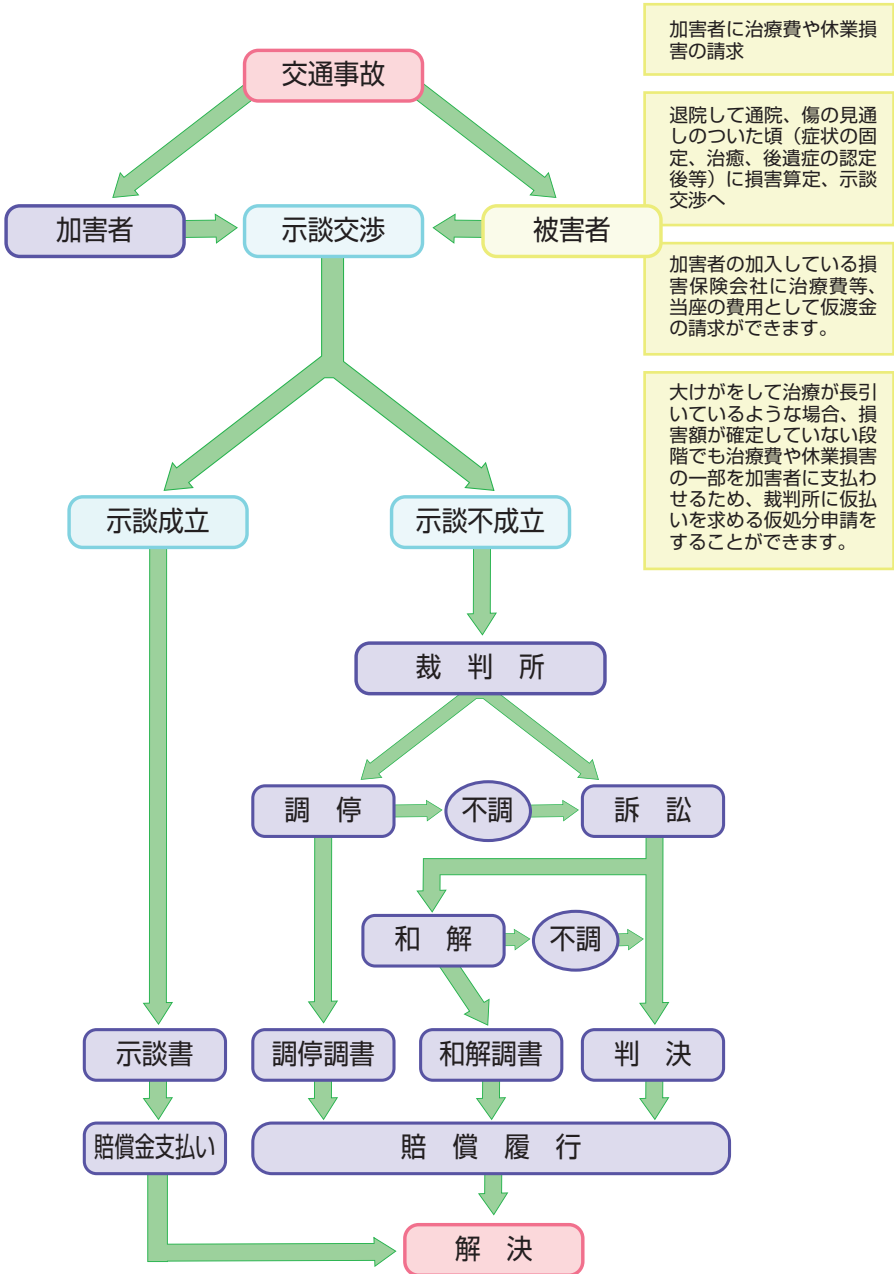 交通事故
加害者
示談交渉
被害者
加害者に治療費や休業損
害の請求
退院して通院、傷の見通
しのついた頃（症状の固
定、治癒、後遺症の認定
後等）に損害算定、示談
交渉へ
加害者の加入している損
害保険会社に治療費等、
当座の費用として仮渡金
の請求ができます。
大けがをして治療が長引
いているような場合、損
害額が確定していない段
階でも治療費や休業損害
の一部を加害者に支払わ
せるため、裁判所に仮払
いを求める仮処分申請を
することができます。
示談成立
示談不成立
裁　判　所
調　停
不調
訴　訟
和　解
不調
示談書
調停調書
和解調書
判　決
賠償金支払い
賠　償　履　行
解　決